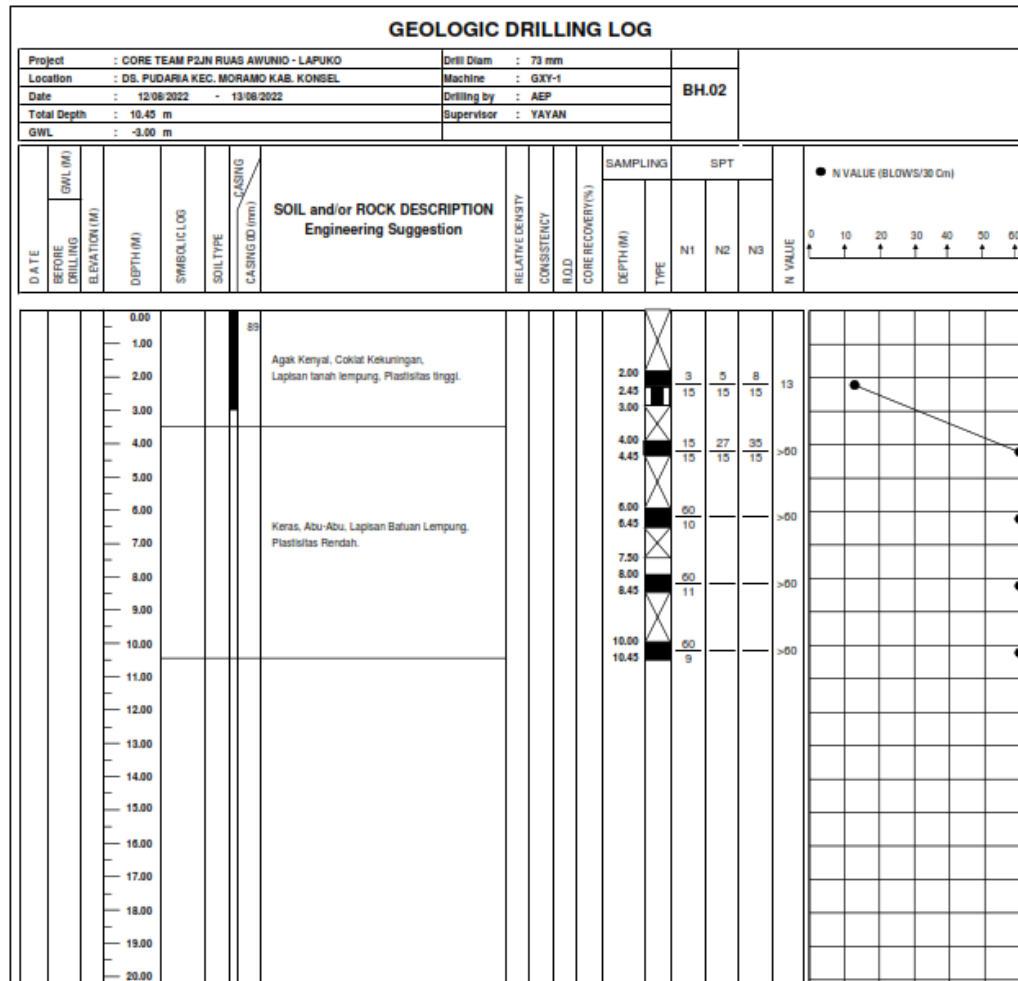 GEOLOGIC DRILLING LOG
Project : CORE TEAM P2JN RUAS AWUNIO - LAPUKO Drill Diam : 73 mm
Location : DS. PUDARIA KEC. MORAMO KAB. KONSEL Machine : GXY-1
Date : 12/08/2022 - 13/08/2022 Drilling by : AEP
Total Depth : 10.45 m Supervisor : YAYAN
GWL : -3.00 m
BH.02
DATE
GWL (M)
BEFORE DRILLING
ELEVATION (M)
DEPTH (M)
SYMBOLIC LOG
SOIL TYPE
CASING
CASING OD (mm)
SOIL and/or ROCK DESCRIPTION
Engineering Suggestion
RELATIVE DENSITY
CONSISTENCY
R.Q.D
CORE RECOVERY (%)
SAMPLING
DEPTH (M)
TYPE
SPT
N1 N2 N3
N VALUE
N VALUE (BLOWS/30 Cm)
0 10 20 30 40 50 60
0.00
89
1.00
Agak Kenyal, Coklat Kekuningan,
2.00 Lapisan tanah lempung, Plastisitas tinggi.
2.00 3 5 8 13
2.45 15 15 15
3.00 3.00
4.00 4.00 15 27 35 >60
4.45 15 15 15
5.00
6.00 6.00 60 >60
6.45 10
Keras, Abu-Abu, Lapisan Batuan Lempung.
7.00 Plastisitas Rendah.
7.50
8.00 8.00 60 >60
8.45 11
9.00
10.00 10.00 60 >60
10.45 9
11.00
12.00
13.00
14.00
15.00
16.00
17.00
18.00
19.00
20.00